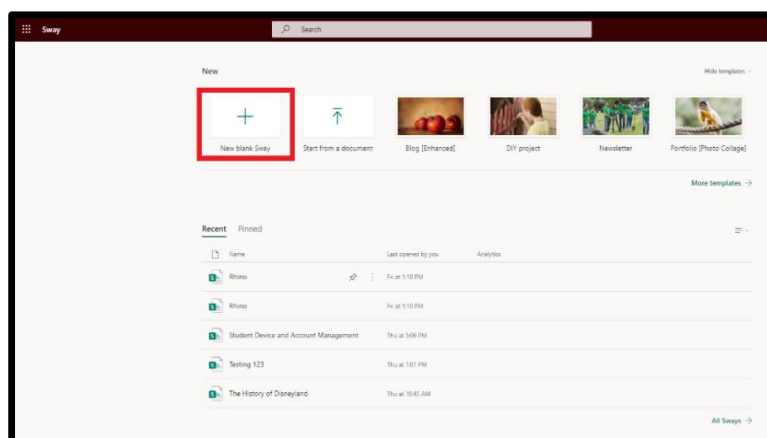 Sway
Search
New
Hide templates
New blank Sway
Start from a document
Blog [Enhanced]
DIY project
Newsletter
Portfolio [Photo Collage]
More templates →
Recent Pinned
Name Last opened by you Analytics
Rhino Fri at 1:10 PM
Rhino Fri at 1:10 PM
Student Device and Account Management Thu at 5:06 PM
Testing 123 Thu at 1:01 PM
The History of Disneyland Thu at 10:45 AM
All Sways →